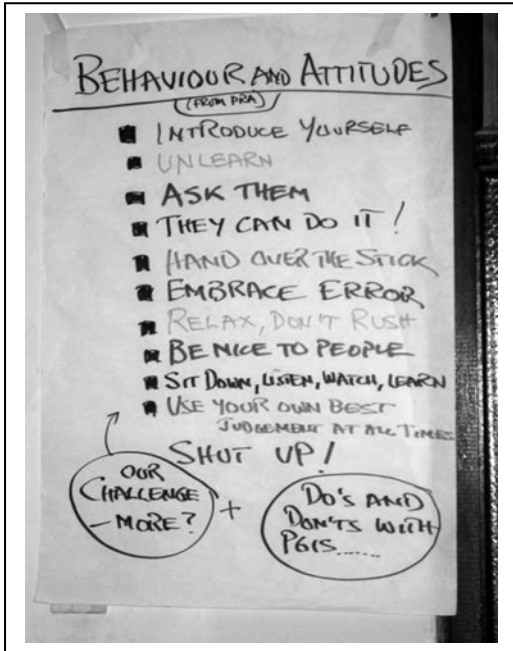 BEHAVIOUR AND ATTITUDES
(FROM PRA)
INTRODUCE YOURSELF
UNLEARN
ASK THEM
THEY CAN DO IT!
HAND OVER THE STICK
EMBRACE ERROR
RELAX, DON'T RUSH
BE NICE TO PEOPLE
SIT DOWN, LISTEN, WATCH, LEARN
USE YOUR OWN BEST
JUDGEMENT AT ALL TIMES
SHUT UP!
OUR
CHALLENGE
- MORE?
+
DO'S AND
DON'TS WITH
PGIS.......